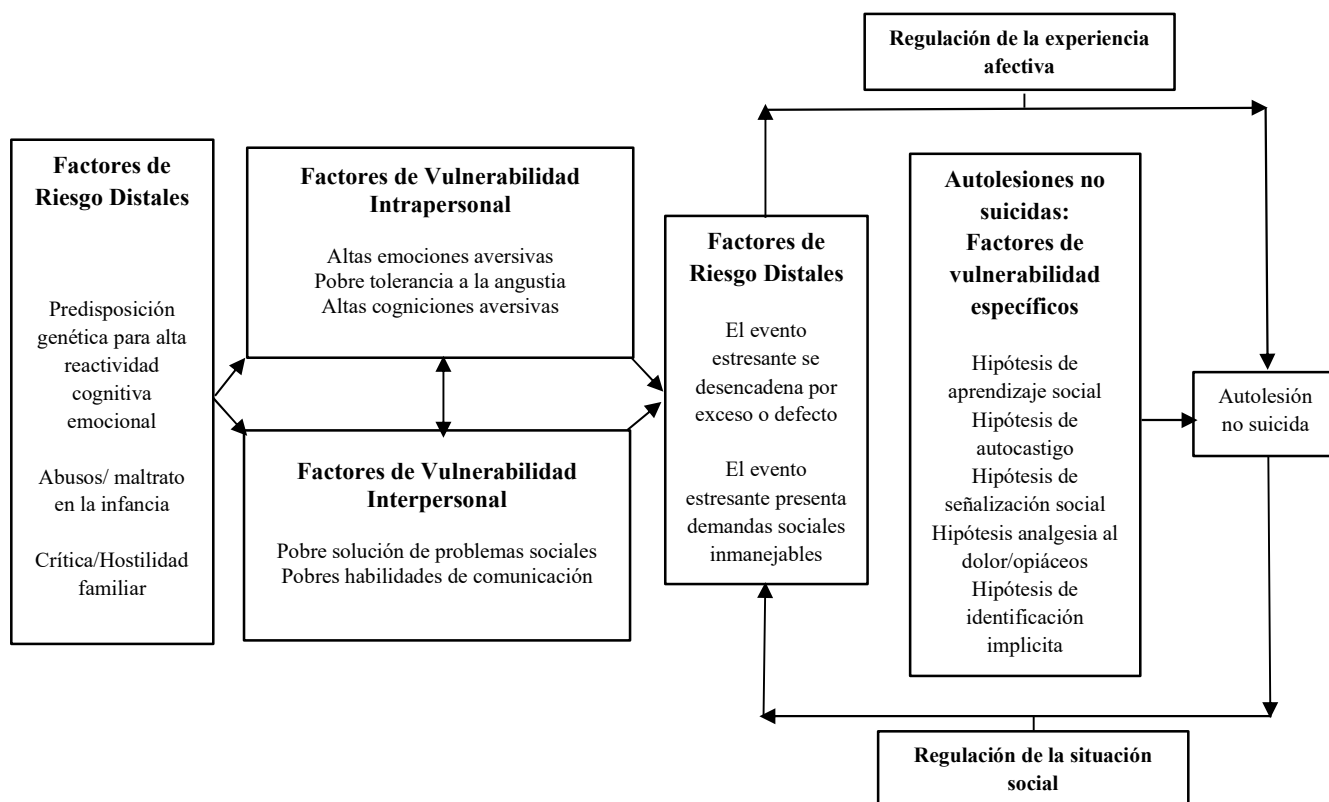 Regulación de la experiencia
afectiva
Factores de
Riesgo Distales
Predisposición
genética para alta
reactividad
cognitiva
emocional
Abusos/ maltrato
en la infancia
Crítica/Hostilidad
familiar
Factores de Vulnerabilidad
Intrapersonal
Altas emociones aversivas
Pobre tolerancia a la angustia
Altas cogniciones aversivas
Factores de Vulnerabilidad
Interpersonal
Pobre solución de problemas sociales
Pobres habilidades de comunicación
Factores de
Riesgo Distales
El evento
estresante se
desencadena por
exceso o defecto
El evento
estresante presenta
demandas sociales
inmanejables
Autolesiones no
suicidas:
Factores de
vulnerabilidad
específicos
Hipótesis de
aprendizaje social
Hipótesis de
autocastigo
Hipótesis de
señalización social
Hipótesis analgesia al
dolor/opiáceos
Hipótesis de
identificación
implicita
Autolesión
no suicida
Regulación de la situación
social